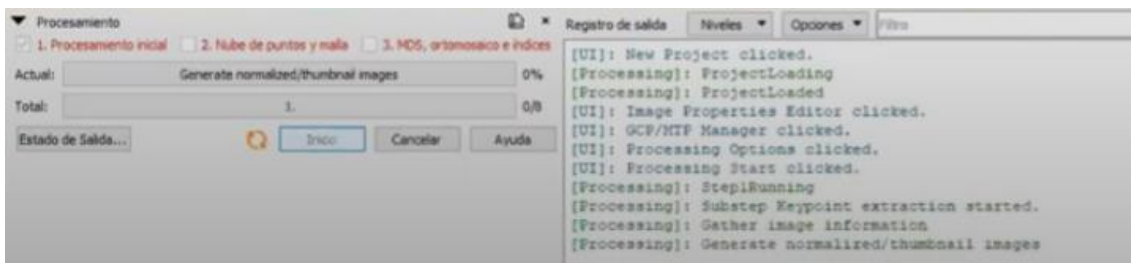 Procesamiento
1. Procesamiento inicial 2. Nube de puntos y malla 3. MDS, ortomosaico e índices
Actual: Generate normalized/thumbnail images 0%
Total: 1. 0/8
Estado de Salida... Inicio Cancelar Ayuda
Registro de salida Niveles Opciones Filtro
[UI]: New Project clicked.
[Processing]: ProjectLoading
[Processing]: ProjectLoaded
[UI]: Image Properties Editor clicked.
[UI]: GCP/MTP Manager clicked.
[UI]: Processing Options clicked.
[UI]: Processing Start clicked.
[Processing]: Step1Running
[Processing]: Substep Keypoint extraction started.
[Processing]: Gather image information
[Processing]: Generate normalized/thumbnail images